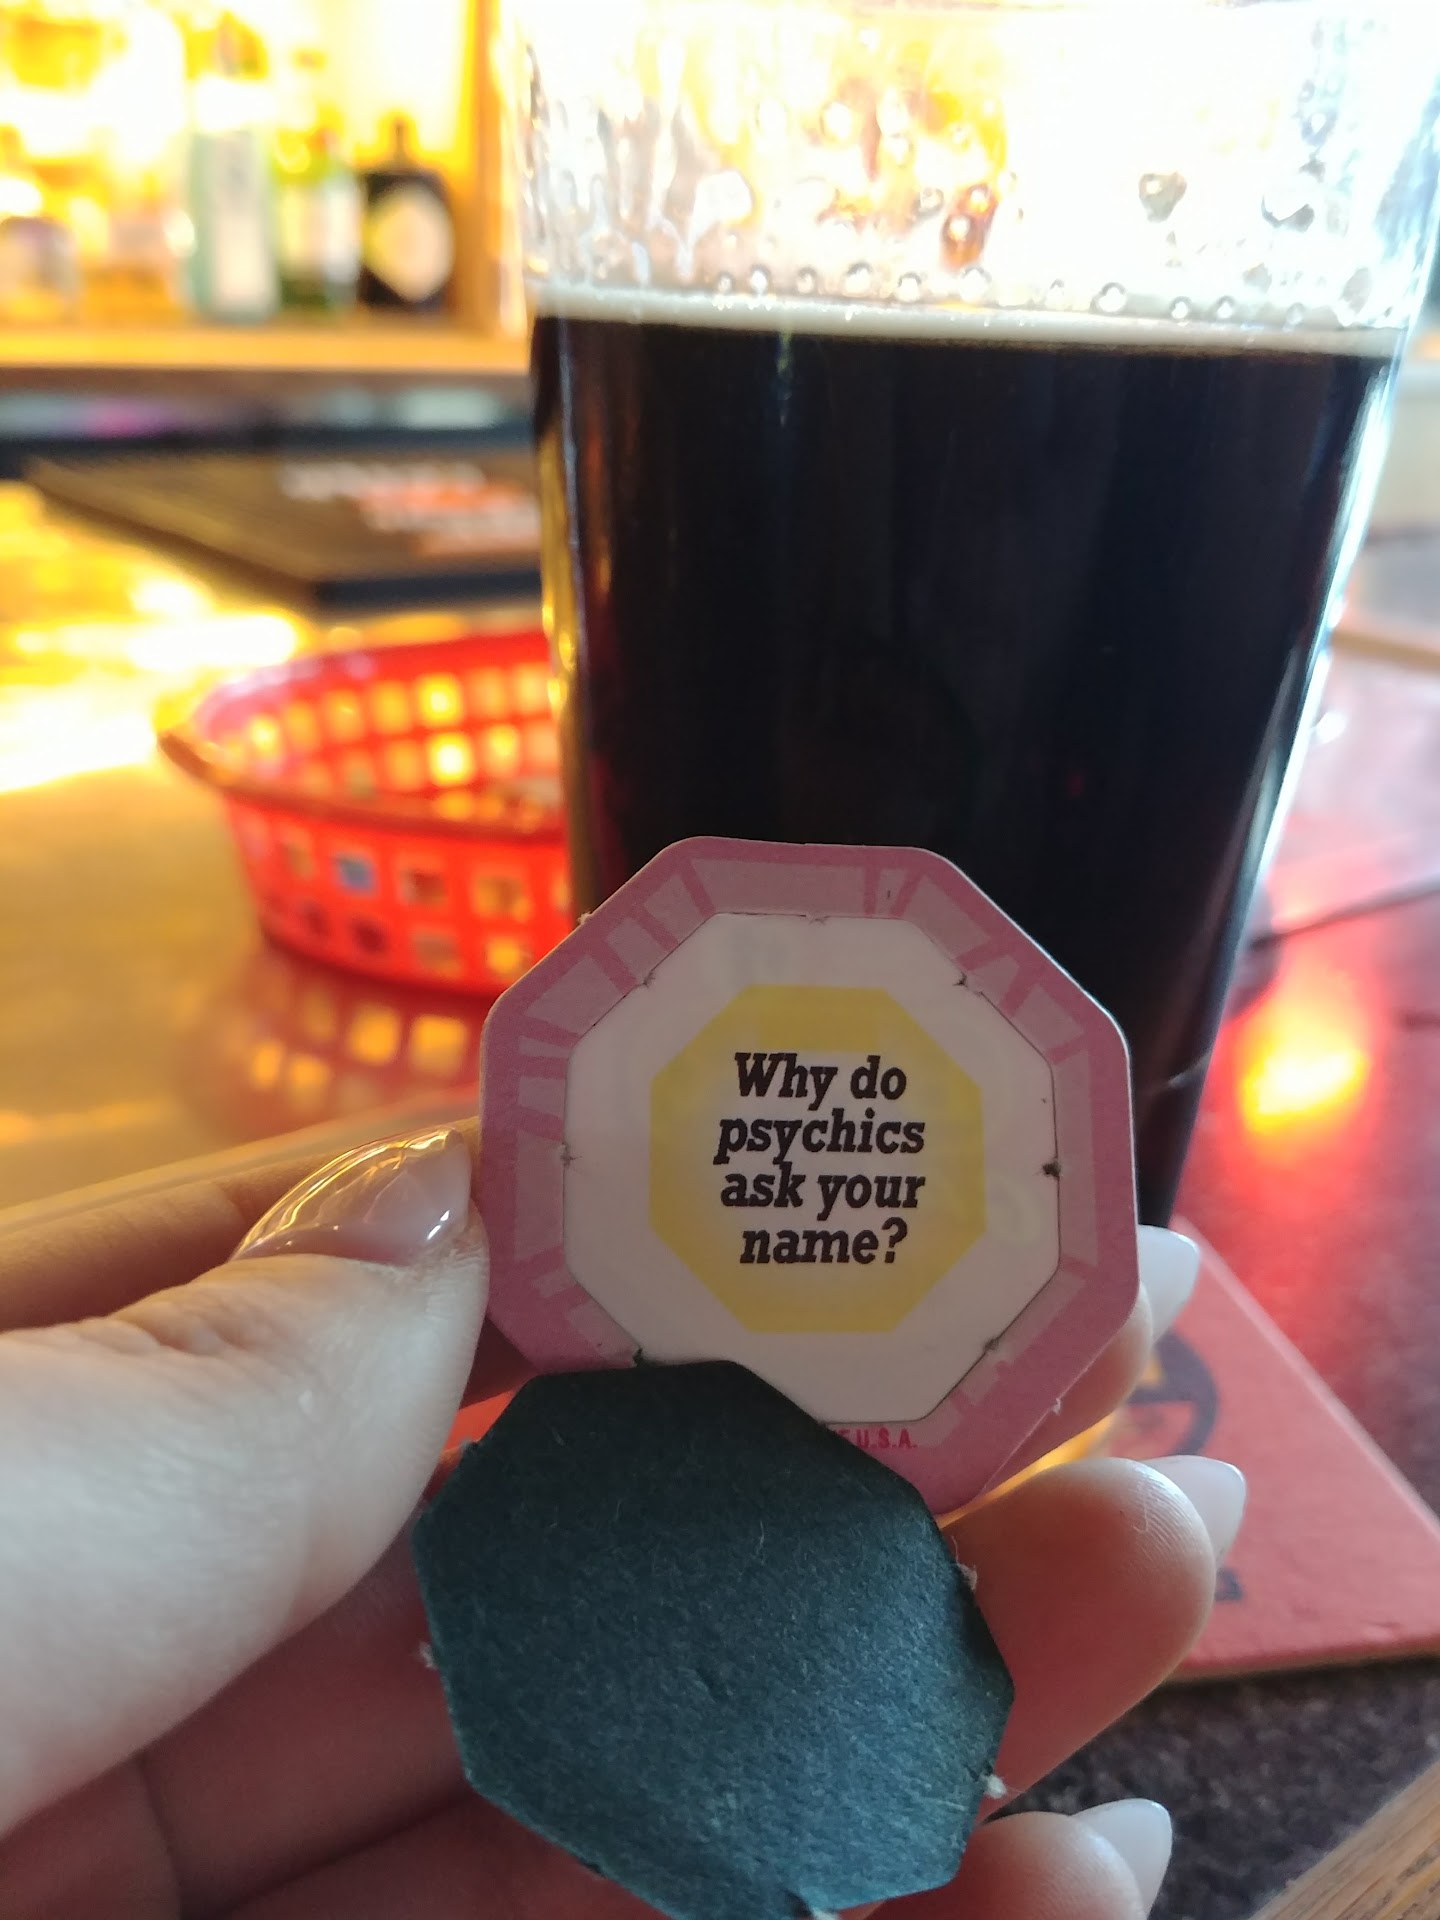 Why do
psychics
ask your
name?
U.S.A.